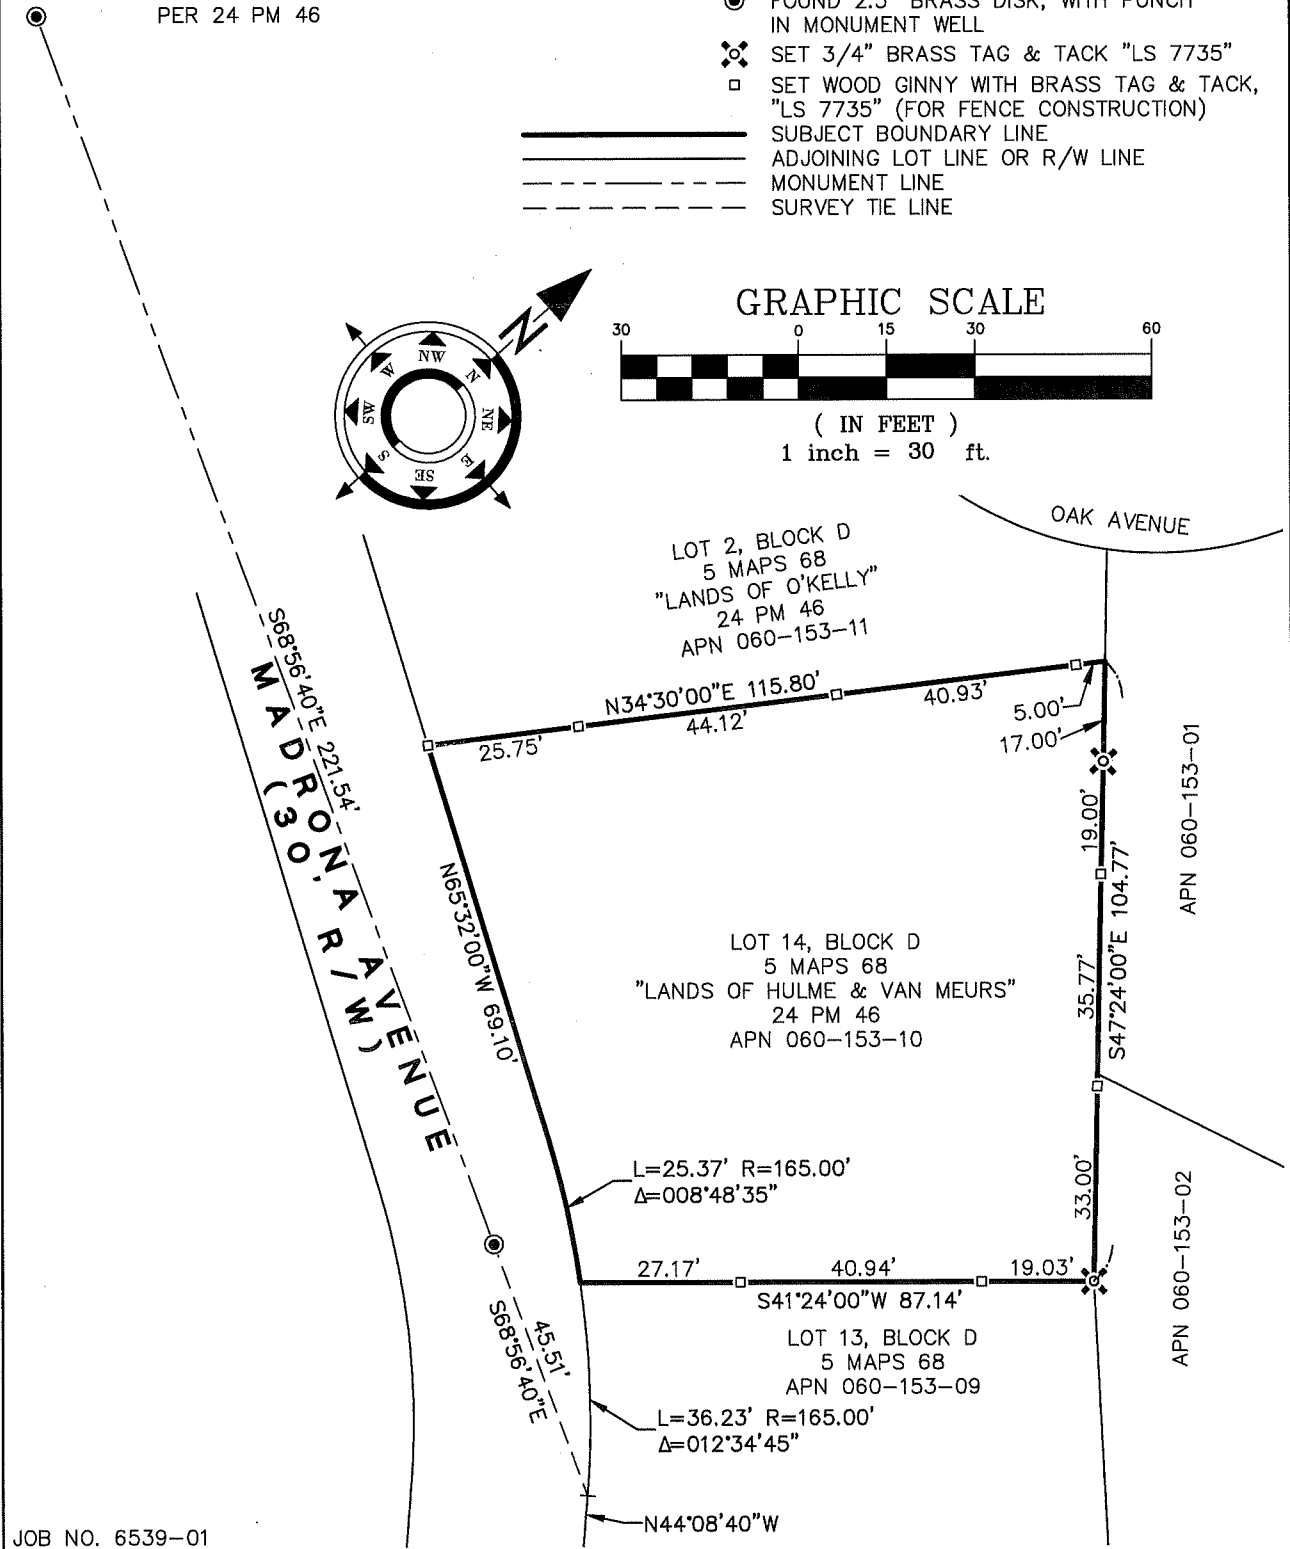 PER 24 PM 46
FOUND 2.5" BRASS DISK, WITH PUNCH
IN MONUMENT WELL
SET 3/4" BRASS TAG & TACK "LS 7735"
SET WOOD GINNY WITH BRASS TAG & TACK,
"LS 7735" (FOR FENCE CONSTRUCTION)
SUBJECT BOUNDARY LINE
ADJOINING LOT LINE OR R/W LINE
MONUMENT LINE
SURVEY TIE LINE
N
NW
N
NE
E
SE
S
SW
W
GRAPHIC SCALE
30 0 15 30 60
( IN FEET )
1 inch = 30 ft.
OAK AVENUE
LOT 2, BLOCK D
5 MAPS 68
"LANDS OF O'KELLY"
24 PM 46
APN 060-153-11
S68°56'40"E 221.54'
MADRONA AVENUE
(30' R/W)
N34°30'00"E 115.80'
25.75'
44.12'
40.93'
5.00'
17.00'
19.00'
S47°24'00"E 104.77'
35.77'
33.00'
APN 060-153-01
N65°32'00"W 69.10'
LOT 14, BLOCK D
5 MAPS 68
"LANDS OF HULME & VAN MEURS"
24 PM 46
APN 060-153-10
L=25.37' R=165.00'
Δ=008°48'35"
27.17'
40.94'
19.03'
S41°24'00"W 87.14'
APN 060-153-02
45.51'
S68°56'40"E
LOT 13, BLOCK D
5 MAPS 68
APN 060-153-09
L=36.23' R=165.00'
Δ=012°34'45"
N44°08'40"W
JOB NO. 6539-01